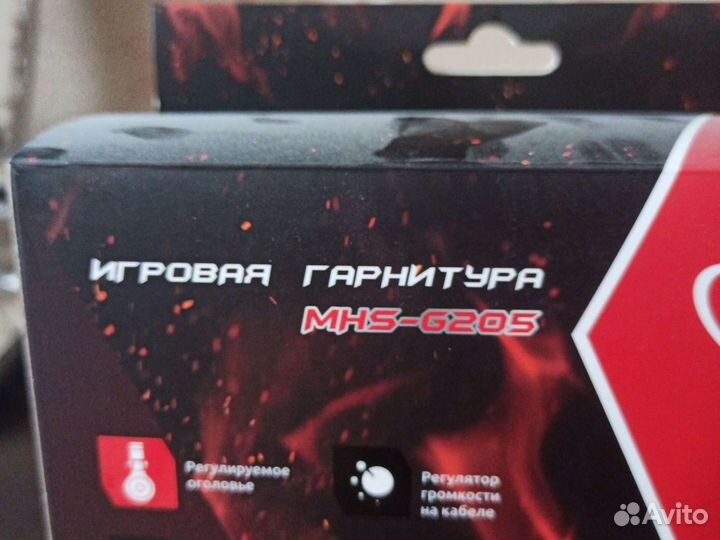 ИГРОВАЯ ГАРНИТУРА
MHS-G205
Регулируемое
оголовье
Регулятор
громкости
на кабеле
Avito